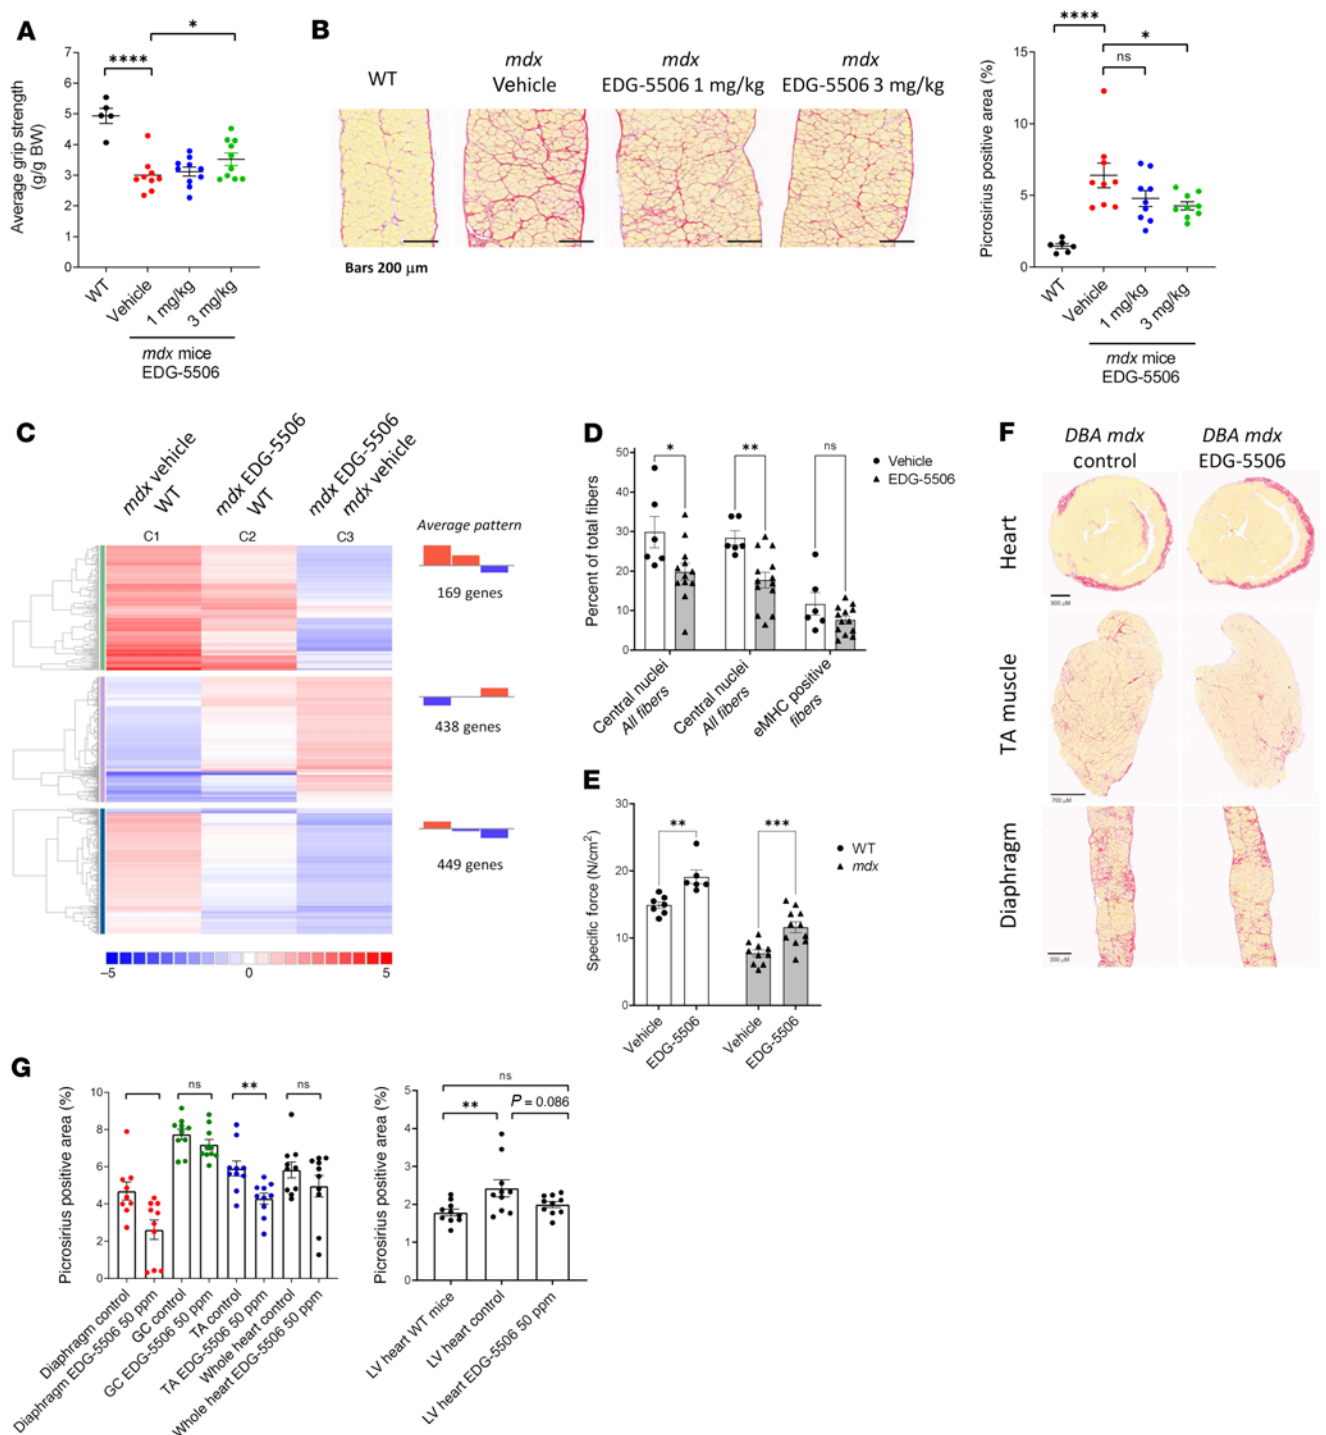 A
Average grip strength
(g/g BW)
7
6
5
4
3
2
1
0
****
*
WT
Vehicle
1 mg/kg
3 mg/kg
mdx mice
EDG-5506
B
WT
mdx
Vehicle
mdx
EDG-5506 1 mg/kg
mdx
EDG-5506 3 mg/kg
Bars 200 μm
Picrosirius positive area (%)
15
10
5
0
****
*
ns
WT
Vehicle
1 mg/kg
3 mg/kg
mdx mice
EDG-5506
C
mdx vehicle
WT
mdx EDG-5506
WT
mdx EDG-5506
mdx vehicle
C1
C2
C3
Average pattern
169 genes
438 genes
449 genes
−5
0
5
D
Percent of total fibers
50
40
30
20
10
0
*
**
ns
Vehicle
EDG-5506
Central nuclei
All fibers
Central nuclei
All fibers
eMHC positive
fibers
E
Specific force (N/cm²)
30
20
10
0
**
***
WT
mdx
Vehicle
EDG-5506
Vehicle
EDG-5506
F
DBA mdx
control
DBA mdx
EDG-5506
Heart
900 μM
TA muscle
700 μM
Diaphragm
300 μM
G
Picrosirius positive area (%)
10
8
6
4
2
0
ns
**
ns
Diaphragm control
Diaphragm EDG-5506 50 ppm
GC control
GC EDG-5506 50 ppm
TA control
TA EDG-5506 50 ppm
Whole heart control
Whole heart EDG-5506 50 ppm
Picrosirius positive area (%)
5
4
3
2
1
0
ns
**
P = 0.086
LV heart WT mice
LV heart control
LV heart EDG-5506 50 ppm